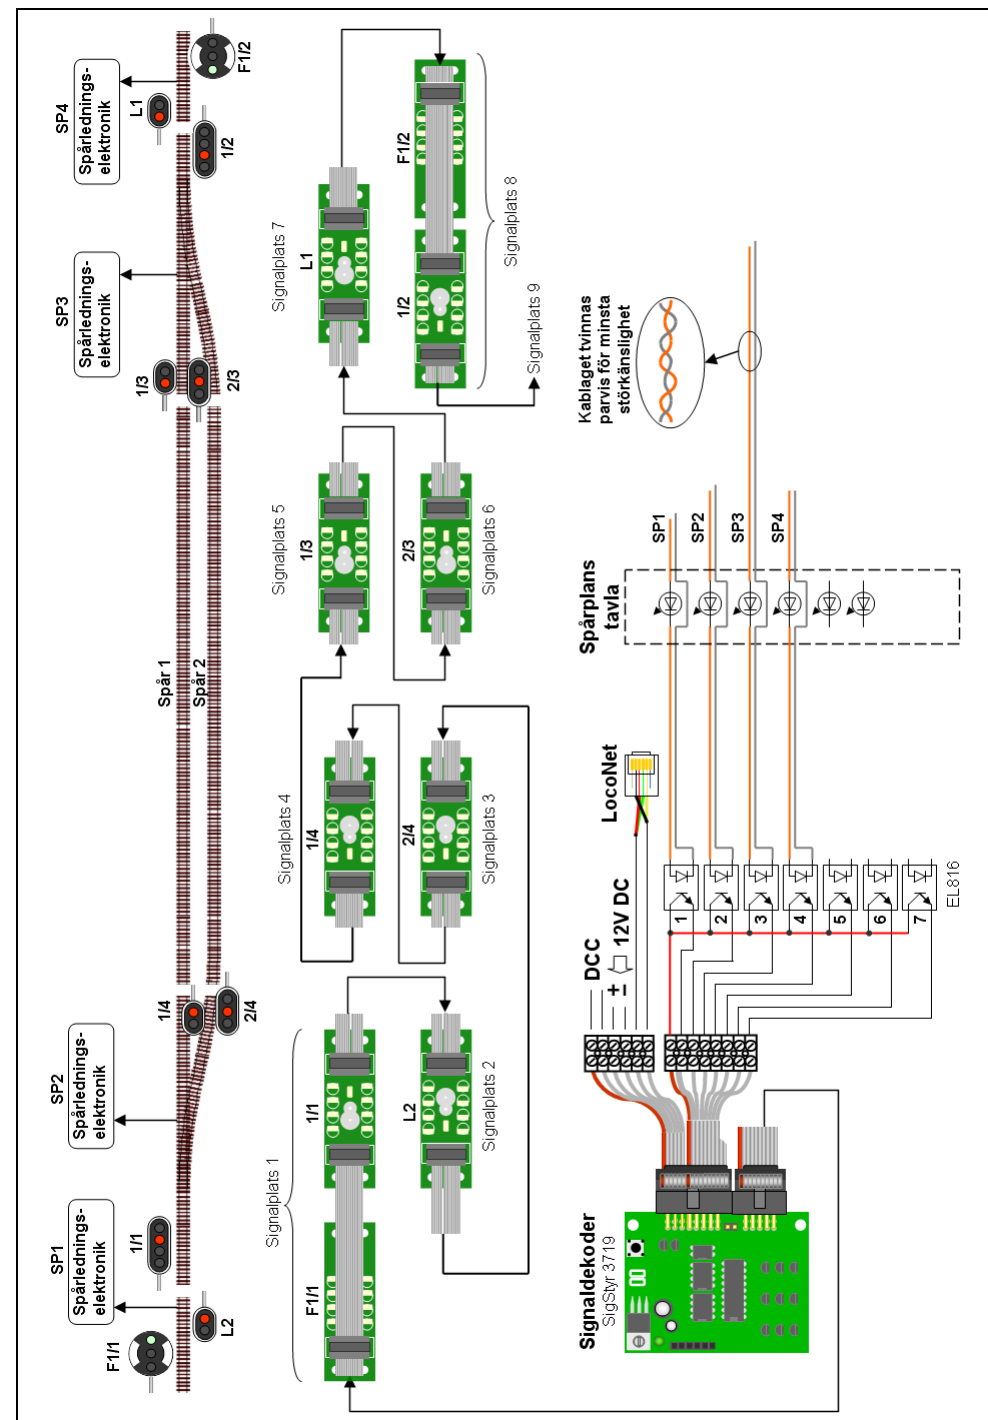 SP4
Spårlednings-
elektronik
L1
F1/2
1/2
SP3
Spårlednings-
elektronik
1/3
2/3
Spår 1
Spår 2
SP2
Spårlednings-
elektronik
1/4
2/4
SP1
Spårlednings-
elektronik
1/1
F1/1
L2
Signalplats 7
L1
F1/2
1/2
Signalplats 8
Signalplats 9
Signalplats 5
1/3
2/3
Signalplats 6
Signalplats 4
1/4
2/4
Signalplats 3
Signalplats 1
1/1
F1/1
L2
Signalplats 2
Kablaget tvinnas
parvis för minsta
störkänslighet
Spårplans
tavla
SP1
SP2
SP3
SP4
LocoNet
DCC
+
–
12V DC
1
2
3
4
5
6
7
EL816
Signaldekoder
SigStyr 3719